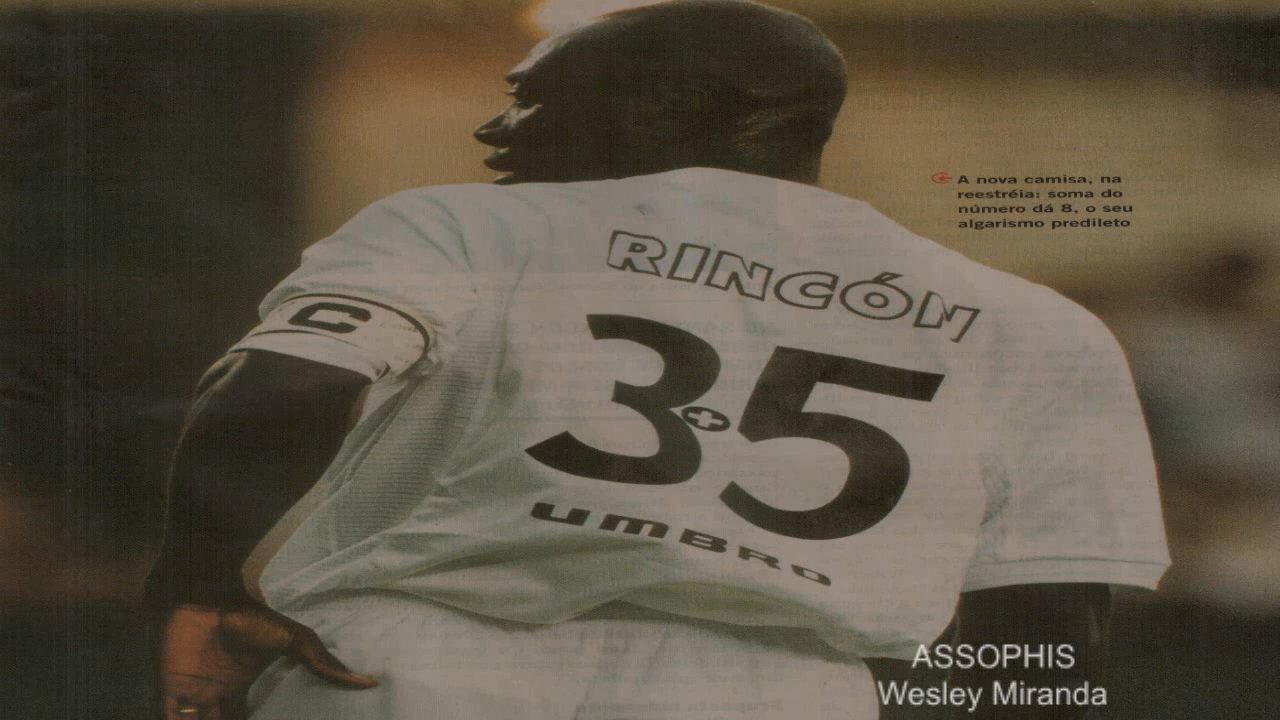 A nova camisa, na
reestréia: soma do
número dá 8, o seu
algarismo predileto
RINCÓN
C
3+5
UMBRO
ASSOPHIS
Wesley Miranda